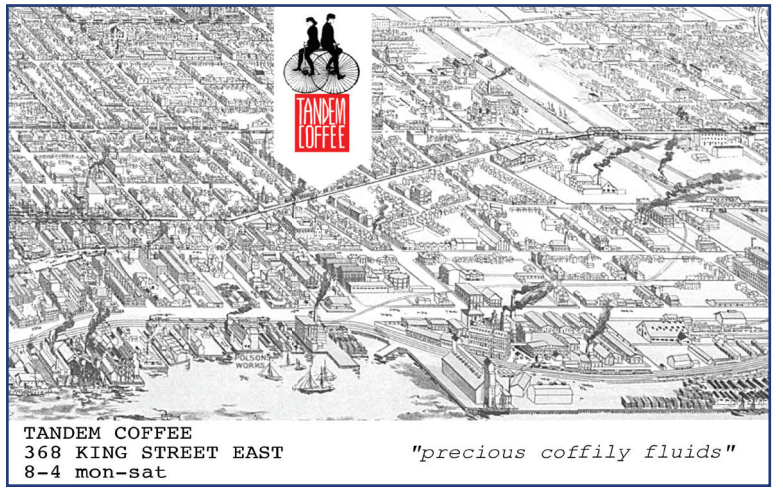 TANDEM
COFFEE
POLSONS
WORKS
TANDEM COFFEE
368 KING STREET EAST
8-4 mon-sat
"precious coffily fluids"